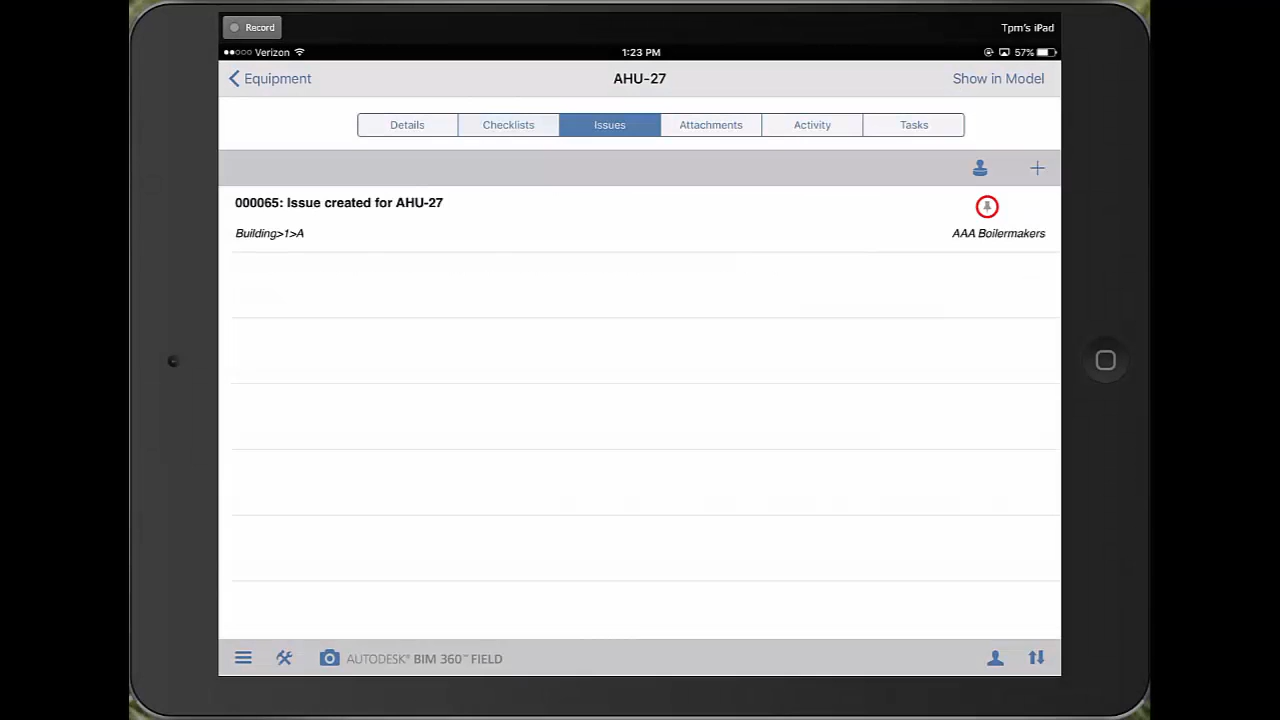 Record
Tpm's iPad
Verizon
1:23 PM
57%
Equipment
AHU-27
Show in Model
Details
Checklists
Issues
Attachments
Activity
Tasks
000065: Issue created for AHU-27
Building>1>A
AAA Boilermakers
AUTODESK® BIM 360™ FIELD